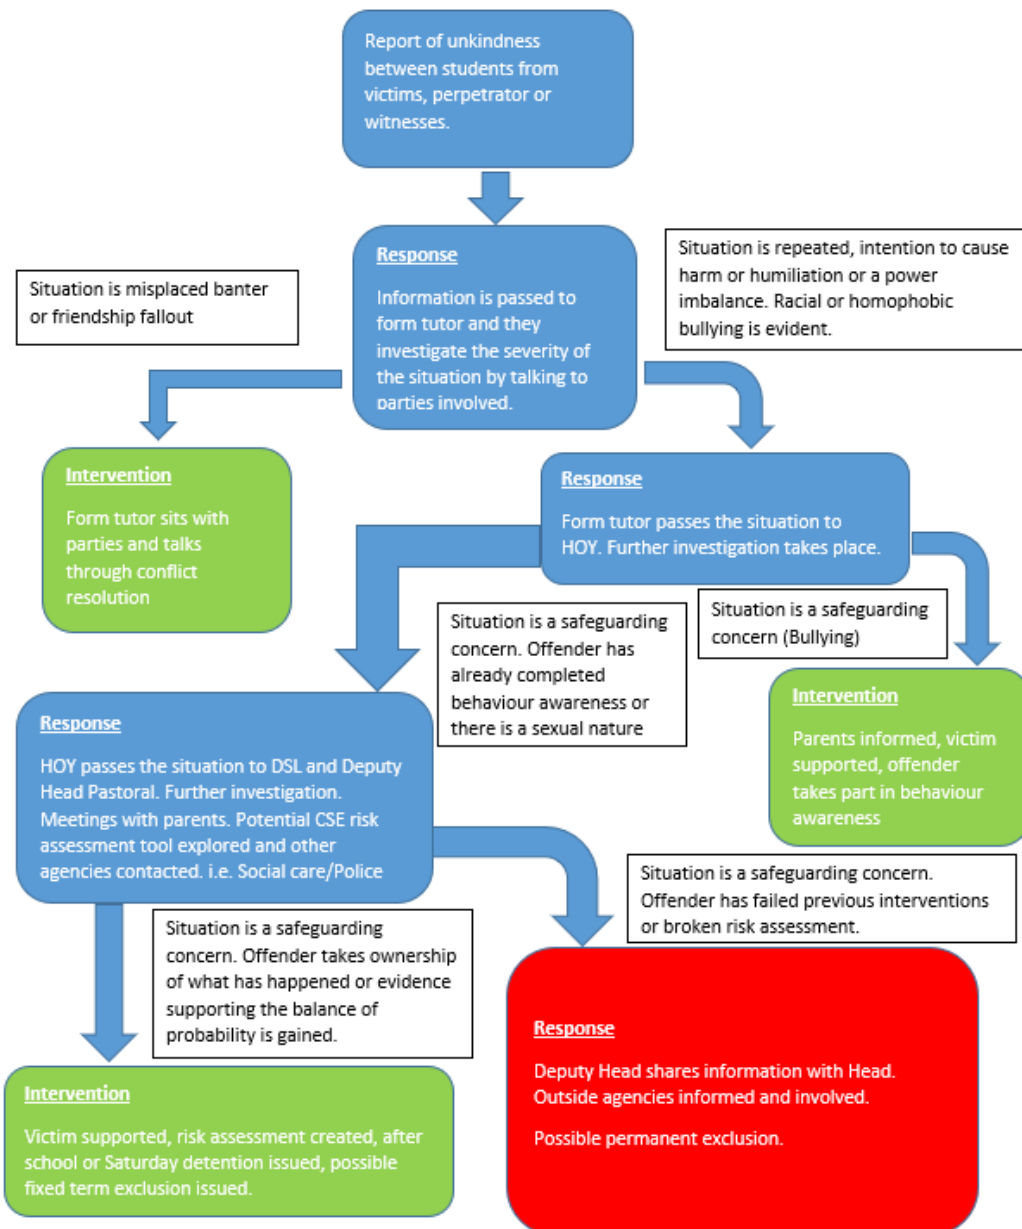 Report of unkindness
between students from
victims, perpetrator or
witnesses.
Response
Information is passed to
form tutor and they
investigate the severity of
the situation by talking to
parties involved.
Situation is misplaced banter
or friendship fallout
Situation is repeated, intention to cause
harm or humiliation or a power
imbalance. Racial or homophobic
bullying is evident.
Intervention
Form tutor sits with
parties and talks
through conflict
resolution
Response
Form tutor passes the situation to
HOY. Further investigation takes place.
Situation is a safeguarding
concern. Offender has
already completed
behaviour awareness or
there is a sexual nature
Situation is a safeguarding
concern (Bullying)
Intervention
Parents informed, victim
supported, offender
takes part in behaviour
awareness
Response
HOY passes the situation to DSL and Deputy
Head Pastoral. Further investigation.
Meetings with parents. Potential CSE risk
assessment tool explored and other
agencies contacted. i.e. Social care/Police
Situation is a safeguarding
concern. Offender takes ownership
of what has happened or evidence
supporting the balance of
probability is gained.
Situation is a safeguarding concern.
Offender has failed previous interventions
or broken risk assessment.
Intervention
Victim supported, risk assessment created, after
school or Saturday detention issued, possible
fixed term exclusion issued.
Response
Deputy Head shares information with Head.
Outside agencies informed and involved.
Possible permanent exclusion.